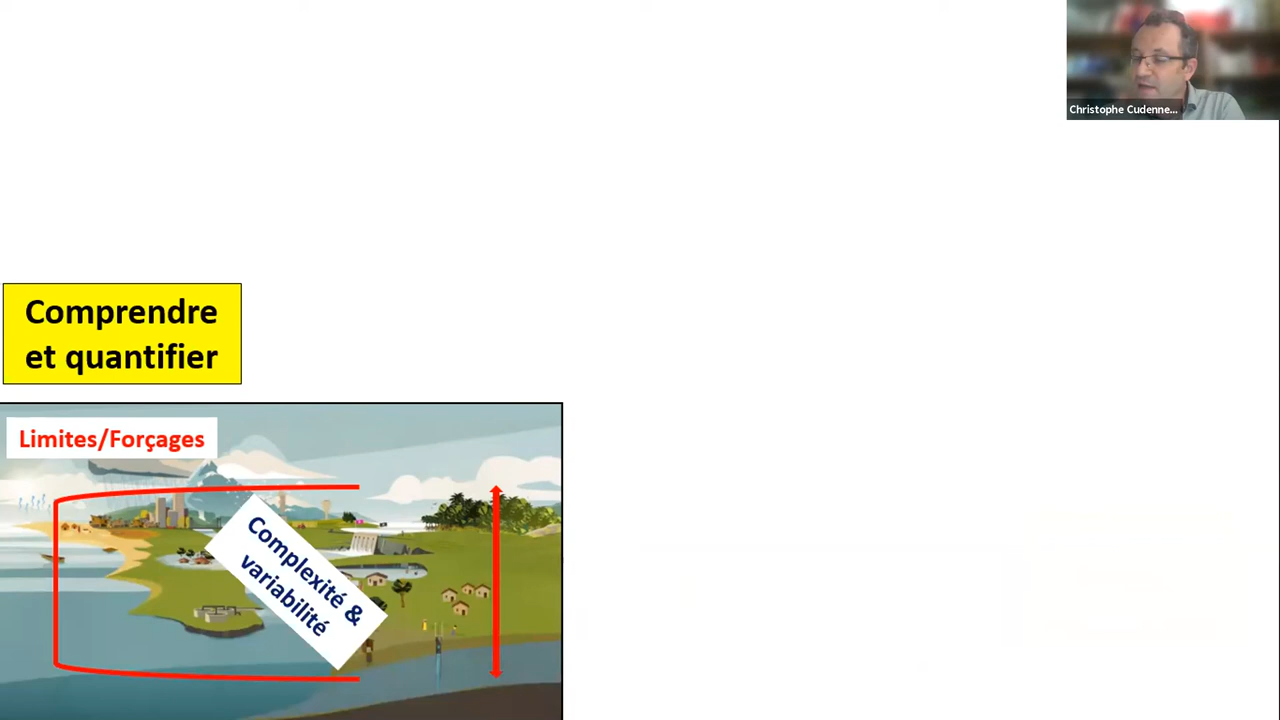 Christophe Cudenne...
Comprendre
et quantifier
Limites/Forçages
Complexité &
variabilité